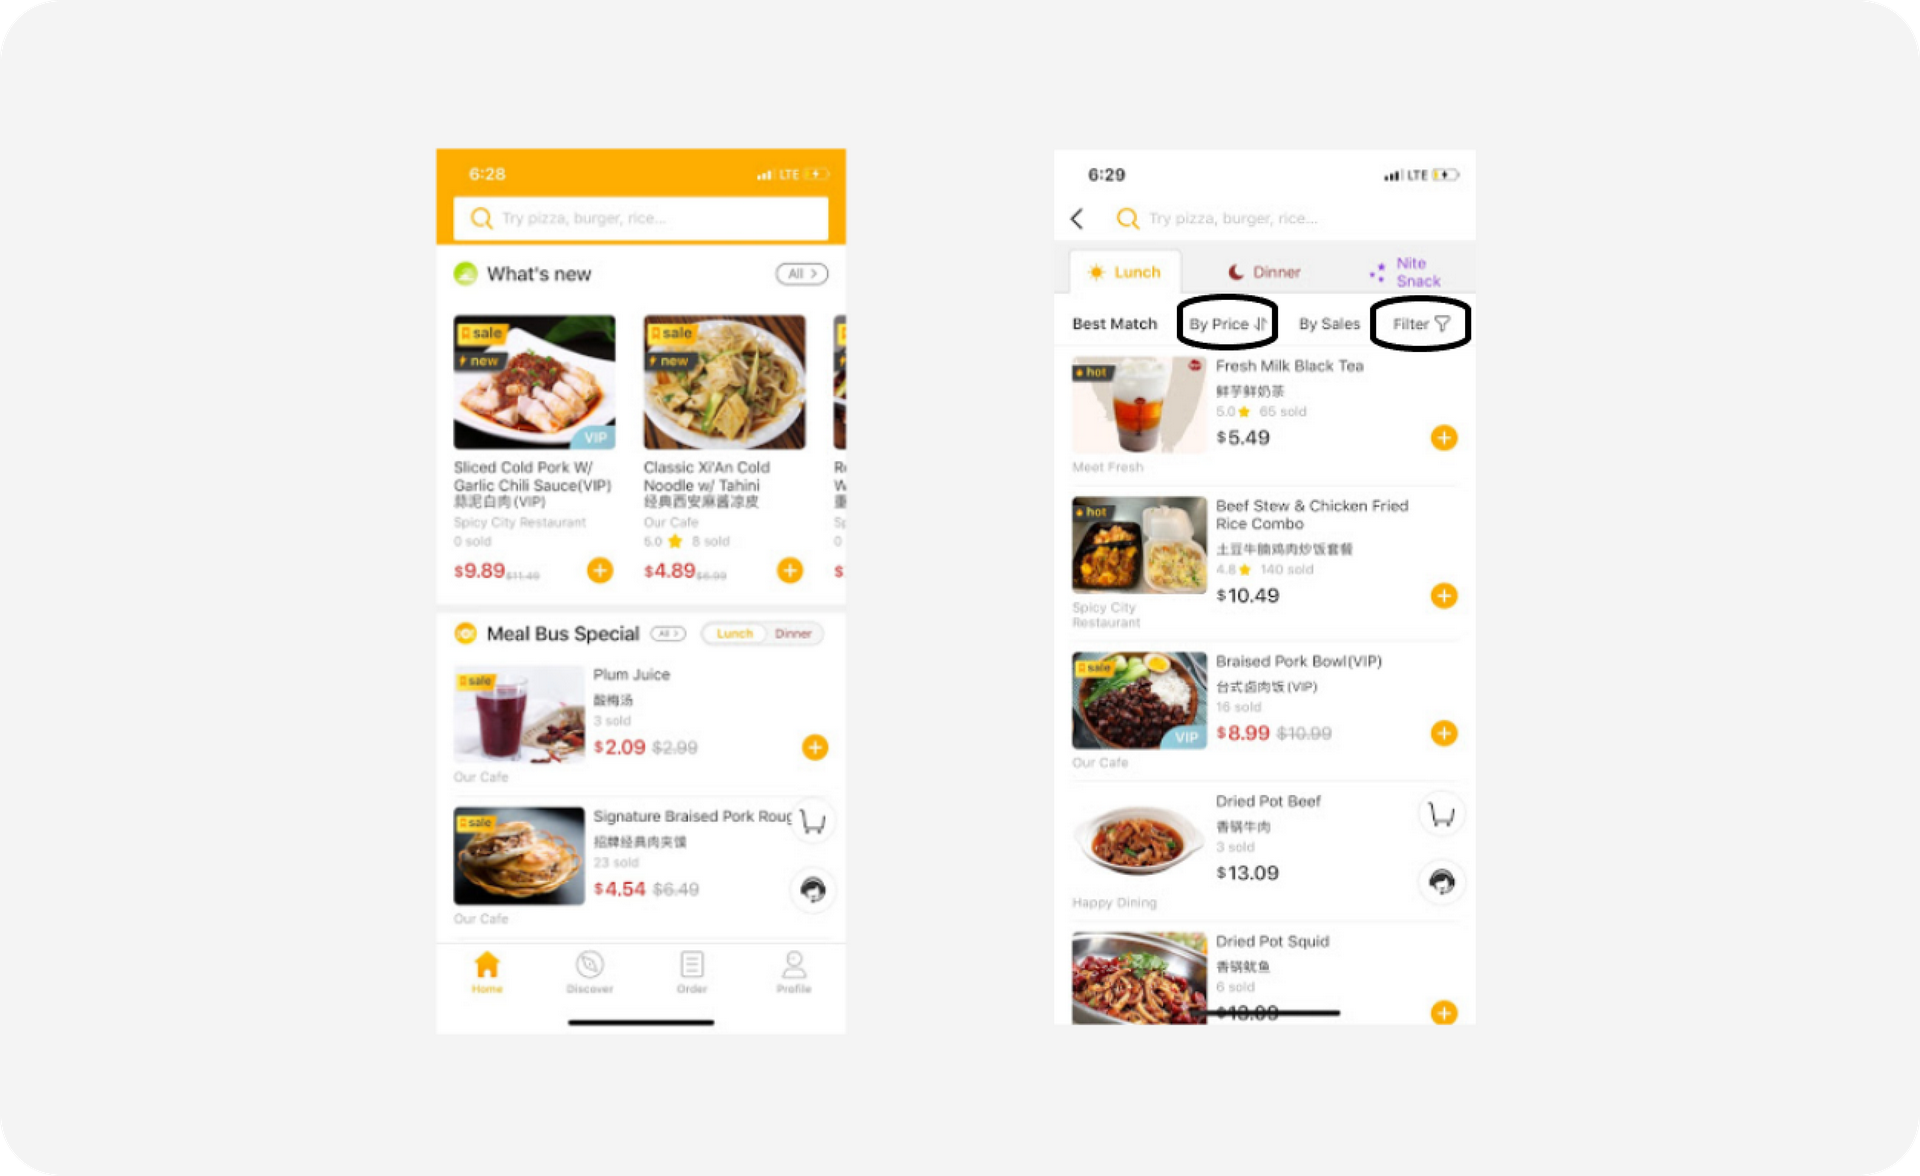 6:28
LTE
Try pizza, burger, rice...
What's new
All >
sale
new
VIP
sale
new
Sliced Cold Pork W/
Garlic Chili Sauce(VIP)
蒜泥白肉(VIP)
Spicy City Restaurant
0 sold
$9.89 $11.49
Classic Xi'An Cold
Noodle w/ Tahini
经典西安麻酱凉皮
Our Cafe
5.0 8 sold
$4.89 $6.99
R
W
重
Sp
0
$
Meal Bus Special
All >
Lunch
Dinner
sale
Plum Juice
酸梅汤
3 sold
$2.09 $2.99
Our Cafe
sale
Signature Braised Pork Roug
招牌经典肉夹馍
23 sold
$4.54 $6.49
Our Cafe
Home
Discover
Order
Profile
6:29
LTE
Try pizza, burger, rice...
Lunch
Dinner
Nite
Snack
Best Match
By Price
By Sales
Filter
hot
Fresh Milk Black Tea
鲜芋鲜奶茶
5.0 65 sold
$5.49
Meet Fresh
hot
Beef Stew & Chicken Fried
Rice Combo
土豆牛腩鸡肉炒饭套餐
4.8 140 sold
$10.49
Spicy City
Restaurant
sale
VIP
Braised Pork Bowl(VIP)
台式卤肉饭(VIP)
16 sold
$8.99 $10.99
Our Cafe
Dried Pot Beef
香锅牛肉
3 sold
$13.09
Happy Dining
Dried Pot Squid
香锅鱿鱼
6 sold
$13.09